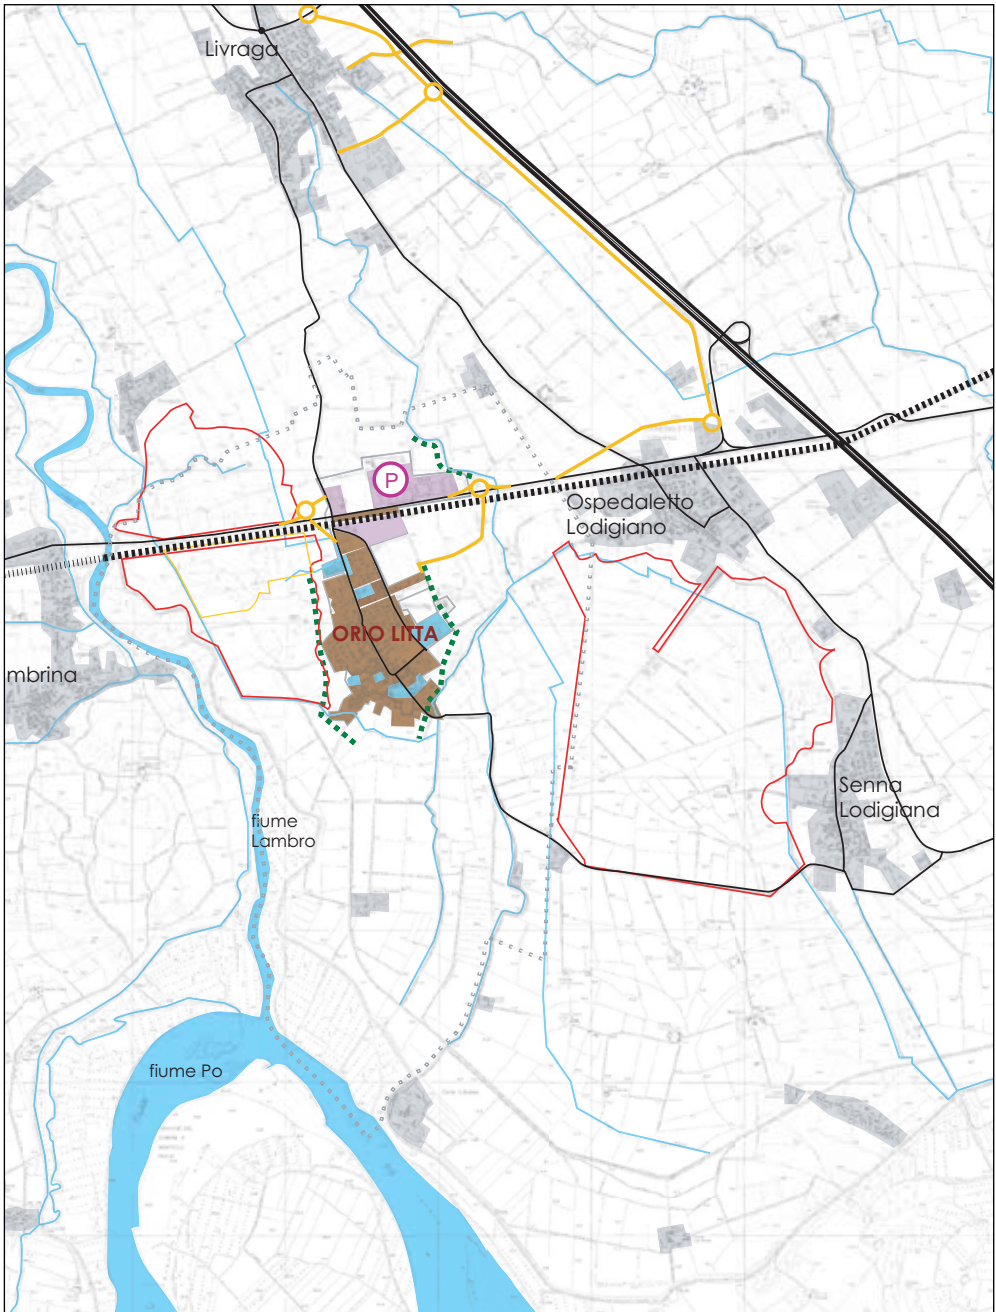 Livraga
P
Ospedaletto
Lodigiano
ORIO LITTA
mbrina
Senna
Lodigiana
fiume
Lambro
fiume Po